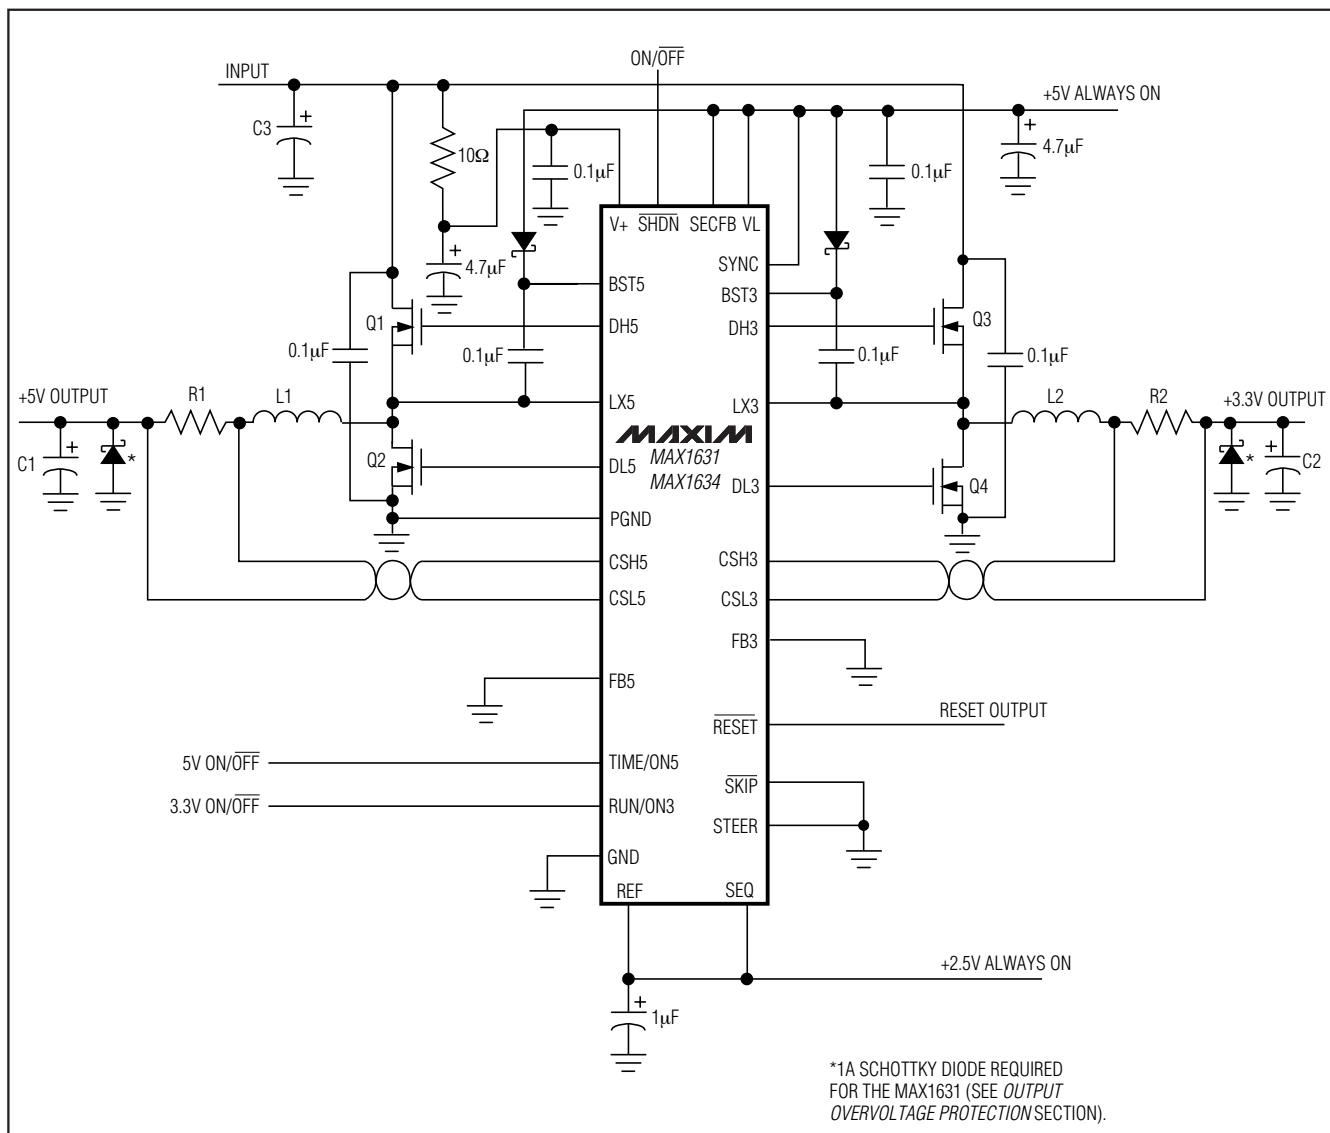 ON/OFF
INPUT
+5V ALWAYS ON
C3
+
10Ω
0.1µF
0.1µF
+
4.7µF
V+
SHDN
SECFB
VL
+
4.7µF
SYNC
BST5
BST3
Q1
DH5
DH3
Q3
0.1µF
0.1µF
0.1µF
0.1µF
+5V OUTPUT
R1
L1
LX5
LX3
L2
R2
+3.3V OUTPUT
MAXIM
MAX1631
MAX1634
C1
+
*
Q2
DL5
DL3
Q4
*
+
C2
PGND
CSH5
CSH3
CSL5
CSL3
FB3
FB5
RESET
RESET OUTPUT
5V ON/OFF
TIME/ON5
SKIP
3.3V ON/OFF
RUN/ON3
STEER
GND
REF
SEQ
+2.5V ALWAYS ON
+
1µF
*1A SCHOTTKY DIODE REQUIRED
FOR THE MAX1631 (SEE OUTPUT
OVERVOLTAGE PROTECTION SECTION).